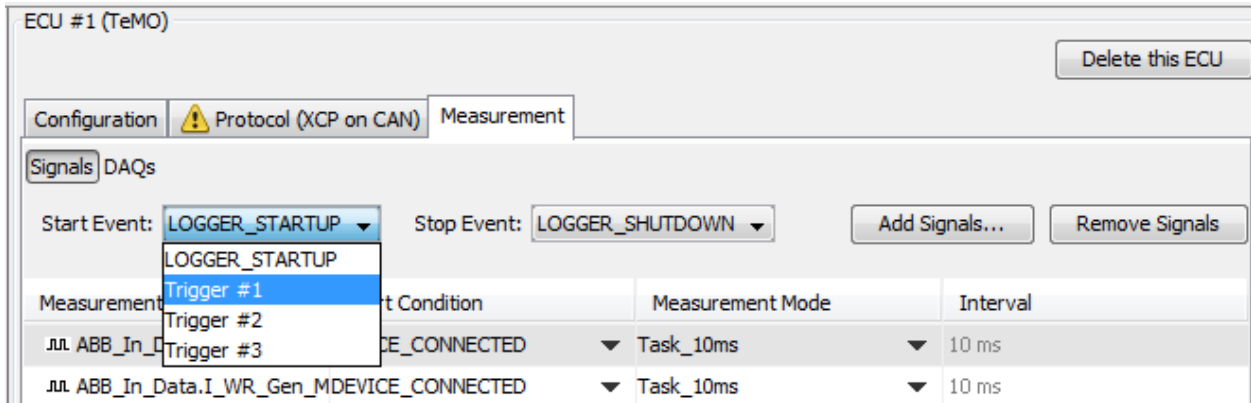 ECU #1 (TeMO)
Delete this ECU
Configuration Protocol (XCP on CAN) Measurement
Signals DAQs
Start Event: LOGGER_STARTUP Stop Event: LOGGER_SHUTDOWN Add Signals... Remove Signals
LOGGER_STARTUP
Trigger #1
Trigger #2
Trigger #3
Measurement t Condition Measurement Mode Interval
ABB_In_D CE_CONNECTED Task_10ms 10 ms
ABB_In_Data.I_WR_Gen_M DEVICE_CONNECTED Task_10ms 10 ms